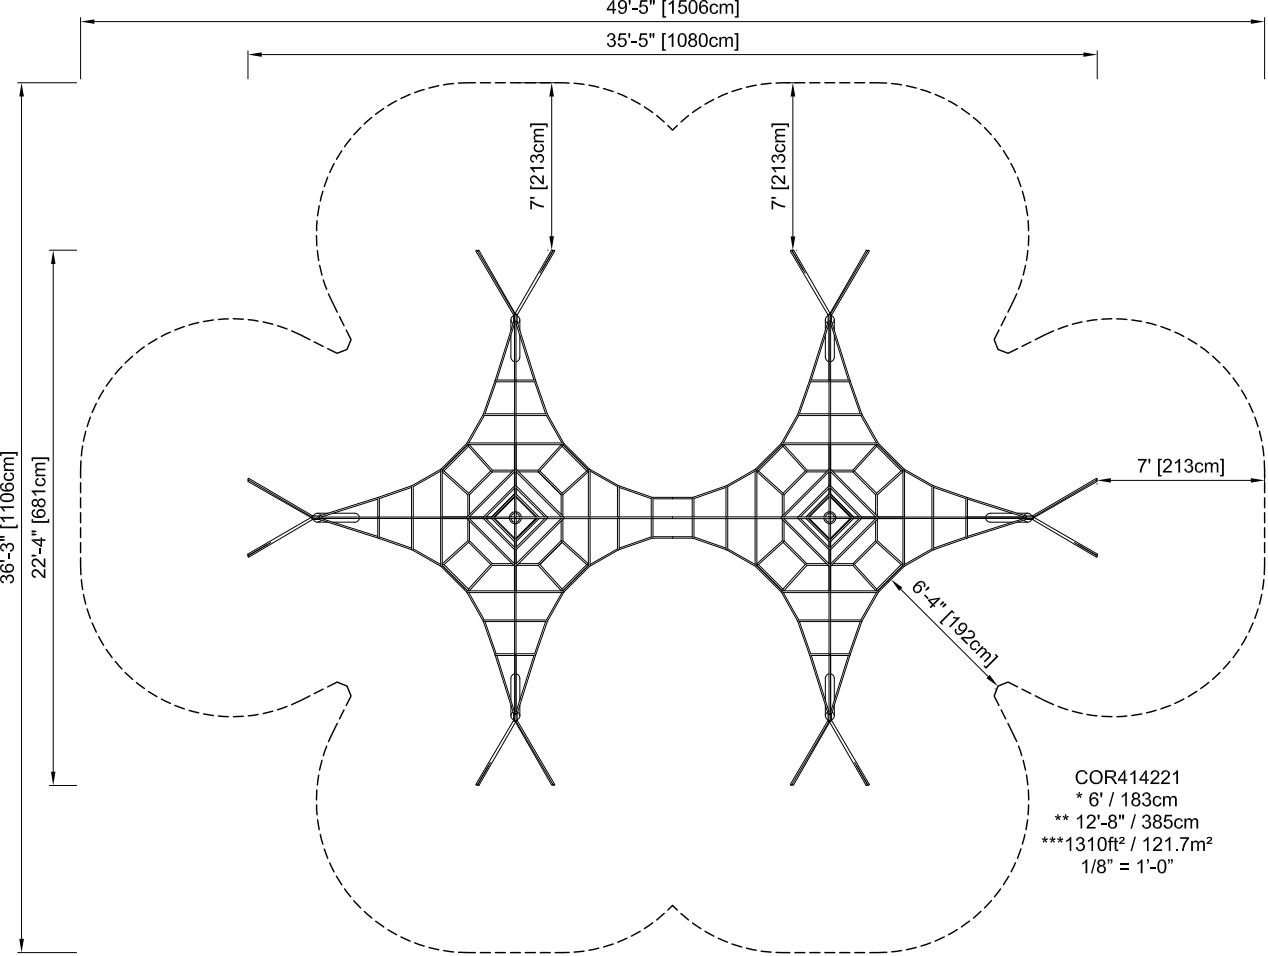 49'-5" [1506cm]
35'-5" [1080cm]
7' [213cm]
7' [213cm]
7' [213cm]
36'-3" [1106cm]
22'-4" [681cm]
6'-4" [192cm]
COR414221
* 6' / 183cm
** 12'-8" / 385cm
***1310ft² / 121.7m²
1/8” = 1’-0”